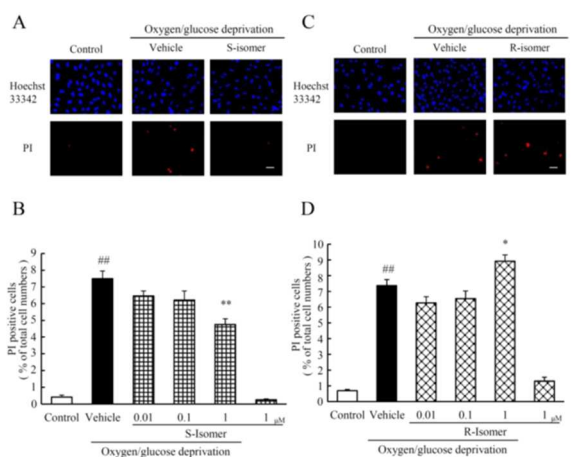 A
Oxygen/glucose deprivation
Control Vehicle S-isomer
Hoechst
33342
PI
C
Oxygen/glucose deprivation
Control Vehicle R-isomer
Hoechst
33342
PI
B
PI positive cells
( % of total cell numbers )
9
8
7
6
5
4
3
2
1
0
##
**
Control Vehicle 0.01 0.1 1 1 μM
S-Isomer
Oxygen/glucose deprivation
D
PI positive cells
( % of total cell numbers )
10
9
8
7
6
5
4
3
2
1
0
##
*
Control Vehicle 0.01 0.1 1 1 μM
R-Isomer
Oxygen/glucose deprivation